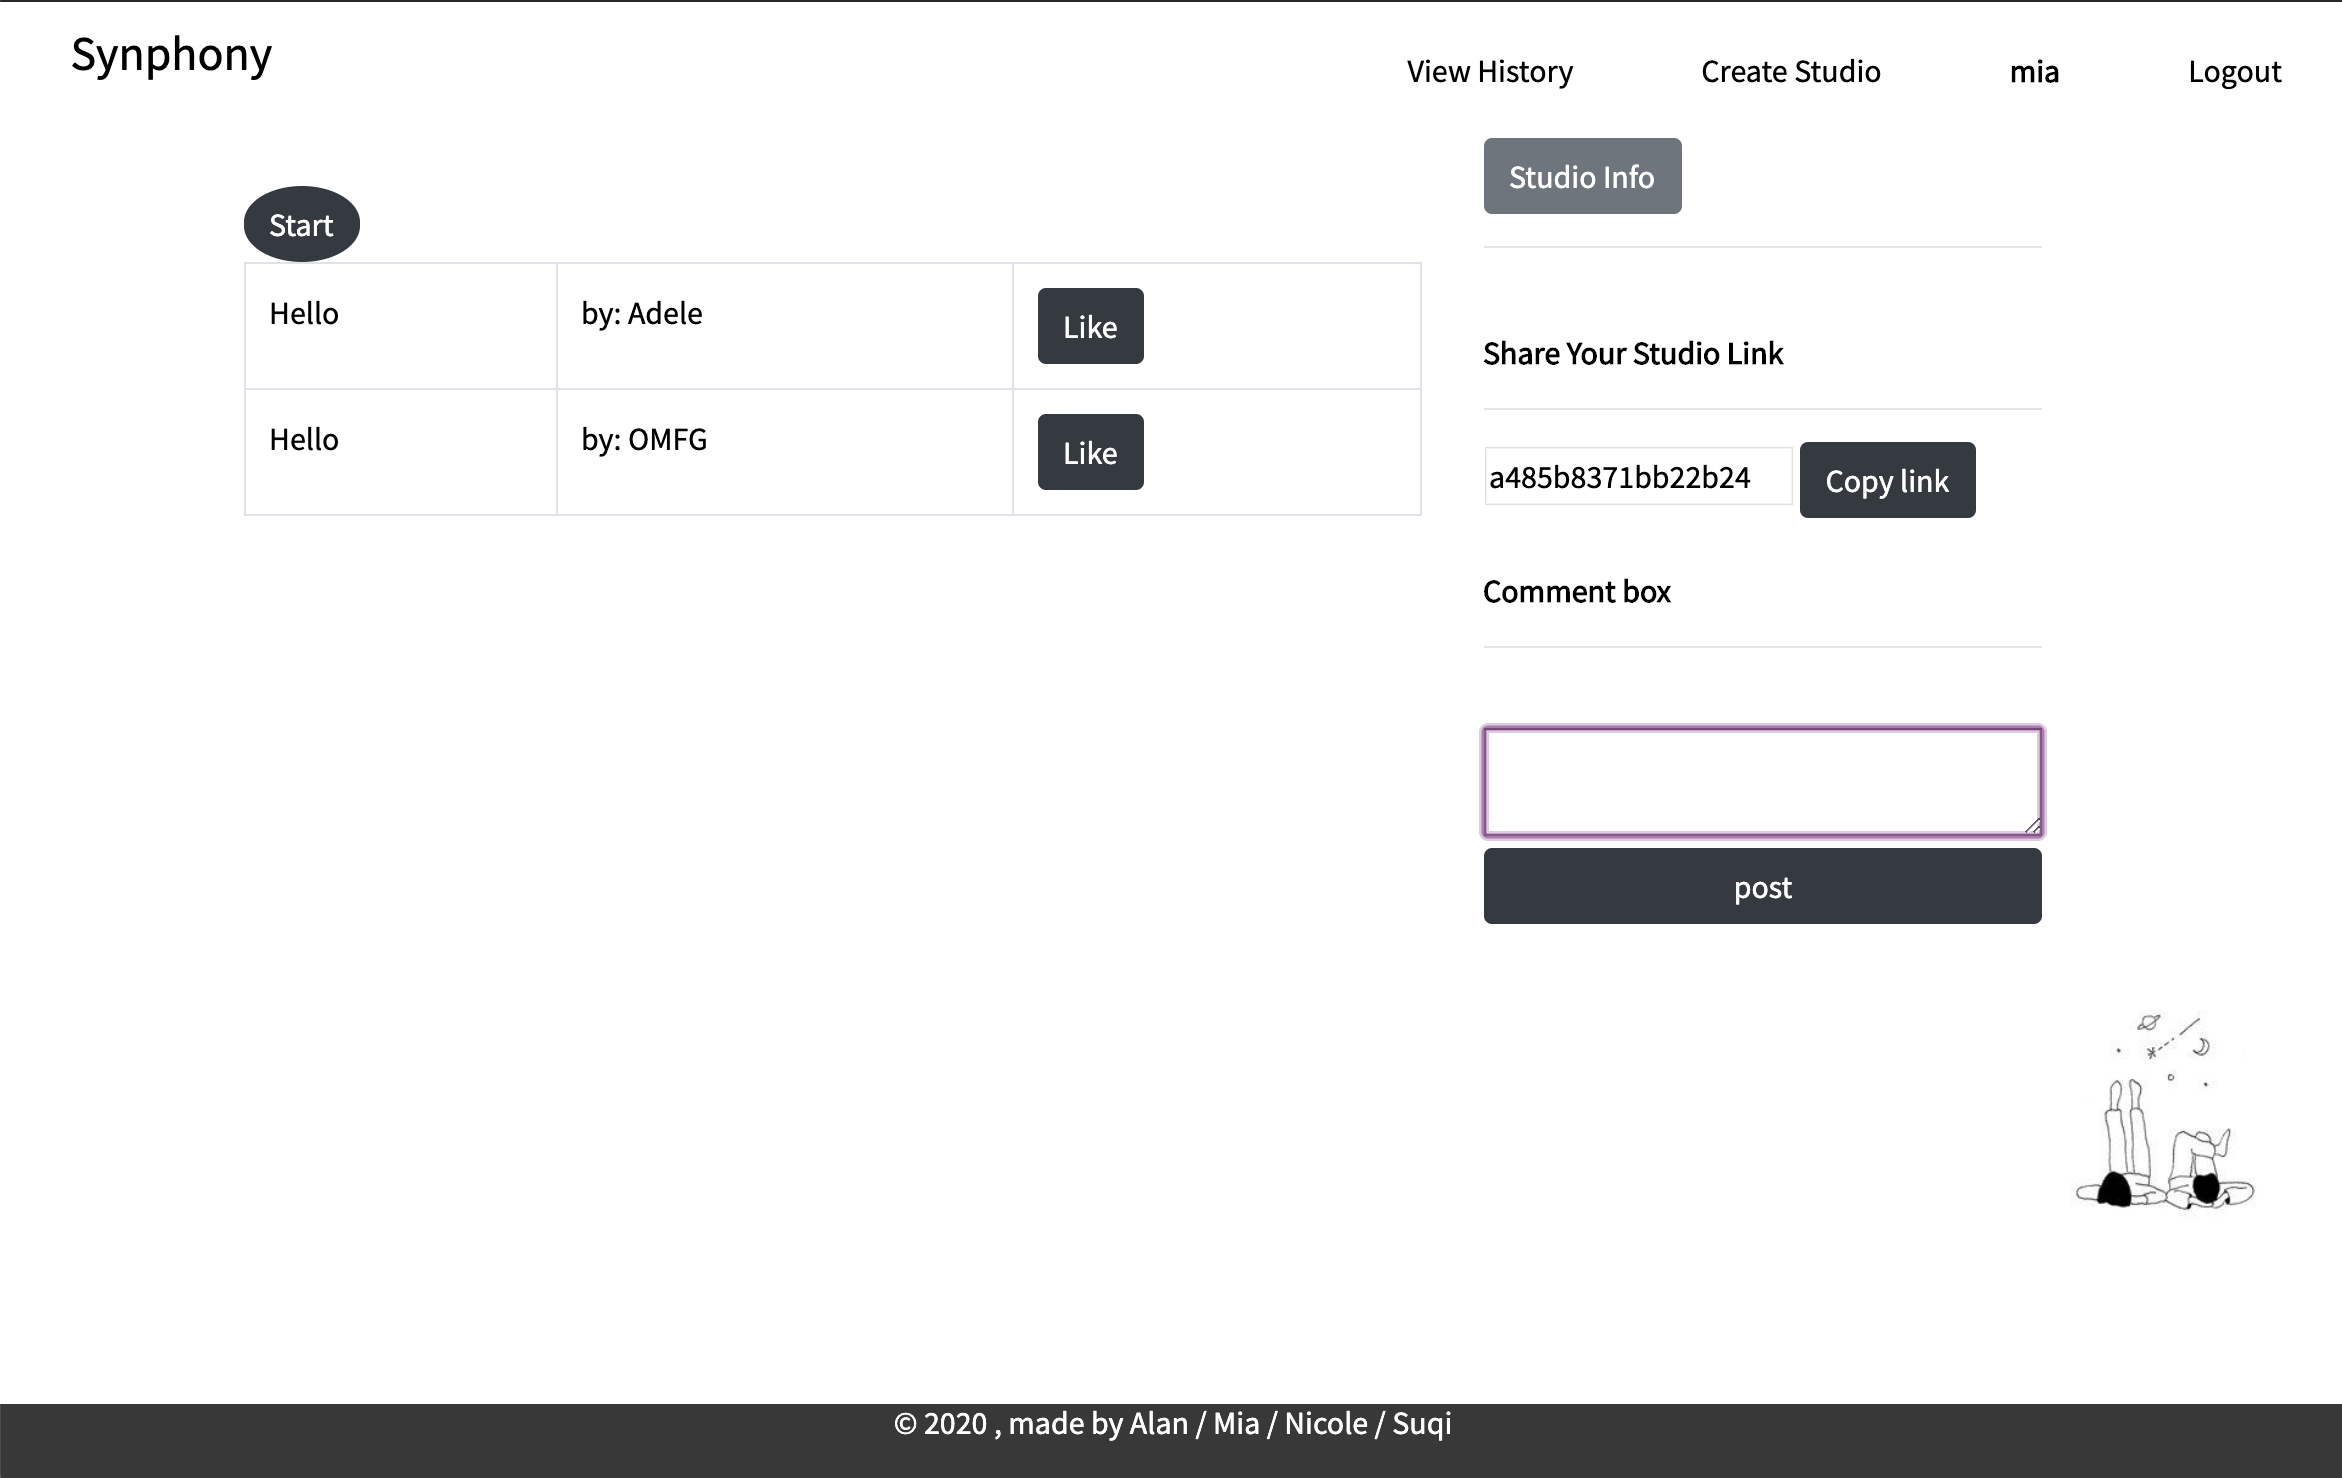 Synphony
View History Create Studio mia Logout
Studio Info
Start
Hello by: Adele Like
Hello by: OMFG Like
Share Your Studio Link
a485b8371bb22b24 Copy link
Comment box
post
© 2020 , made by Alan / Mia / Nicole / Suqi